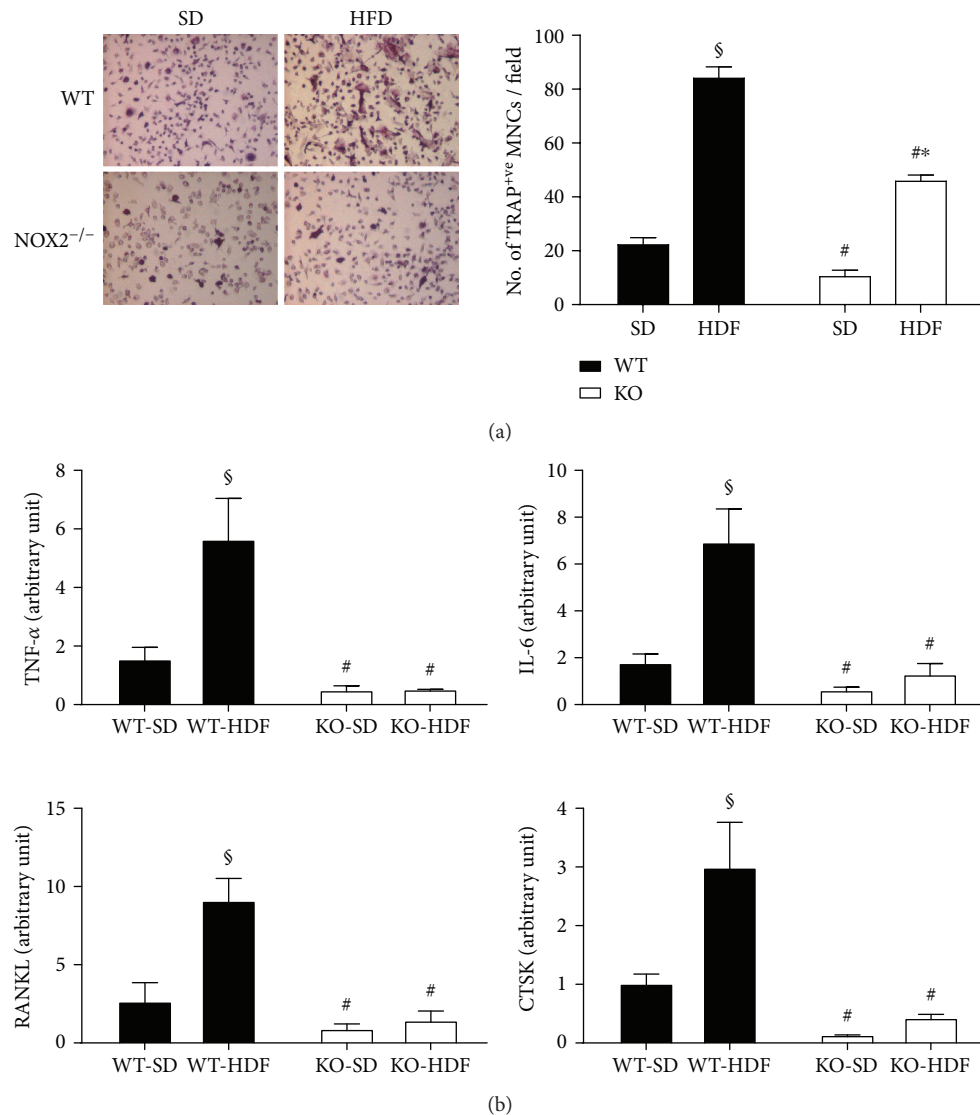 SD HFD
WT
NOX2−/−
No. of TRAP+ve MNCs / field
100
80
60
40
20
0
§
#
#*
SD HDF SD HDF
WT
KO
(a)
TNF-α (arbitrary unit)
8
6
4
2
0
§
# #
WT-SD WT-HDF KO-SD KO-HDF
IL-6 (arbitrary unit)
10
8
6
4
2
0
§
#
#
WT-SD WT-HDF KO-SD KO-HDF
RANKL (arbitrary unit)
15
10
5
0
§
#
#
WT-SD WT-HDF KO-SD KO-HDF
CTSK (arbitrary unit)
4
3
2
1
0
§
#
#
WT-SD WT-HDF KO-SD KO-HDF
(b)